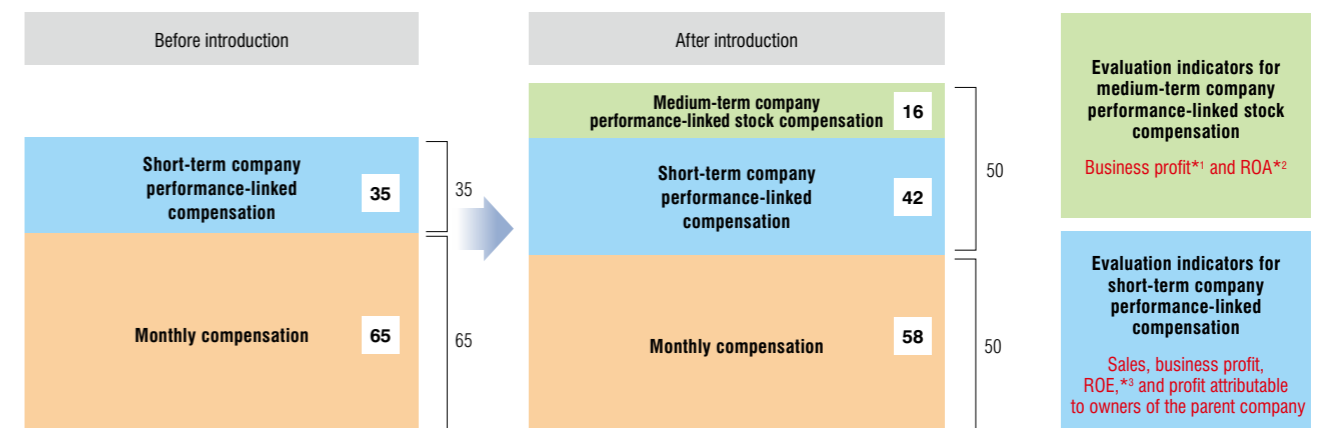 Before introduction
Short-term company
performance-linked
compensation
35
35
Monthly compensation
65
65
After introduction
Medium-term company
performance-linked stock compensation
16
Short-term company
performance-linked
compensation
42
50
Monthly compensation
58
50
Evaluation indicators for
medium-term company
performance-linked stock
compensation
Business profit*1 and ROA*2
Evaluation indicators for
short-term company
performance-linked
compensation
Sales, business profit,
ROE,*3 and profit attributable
to owners of the parent company